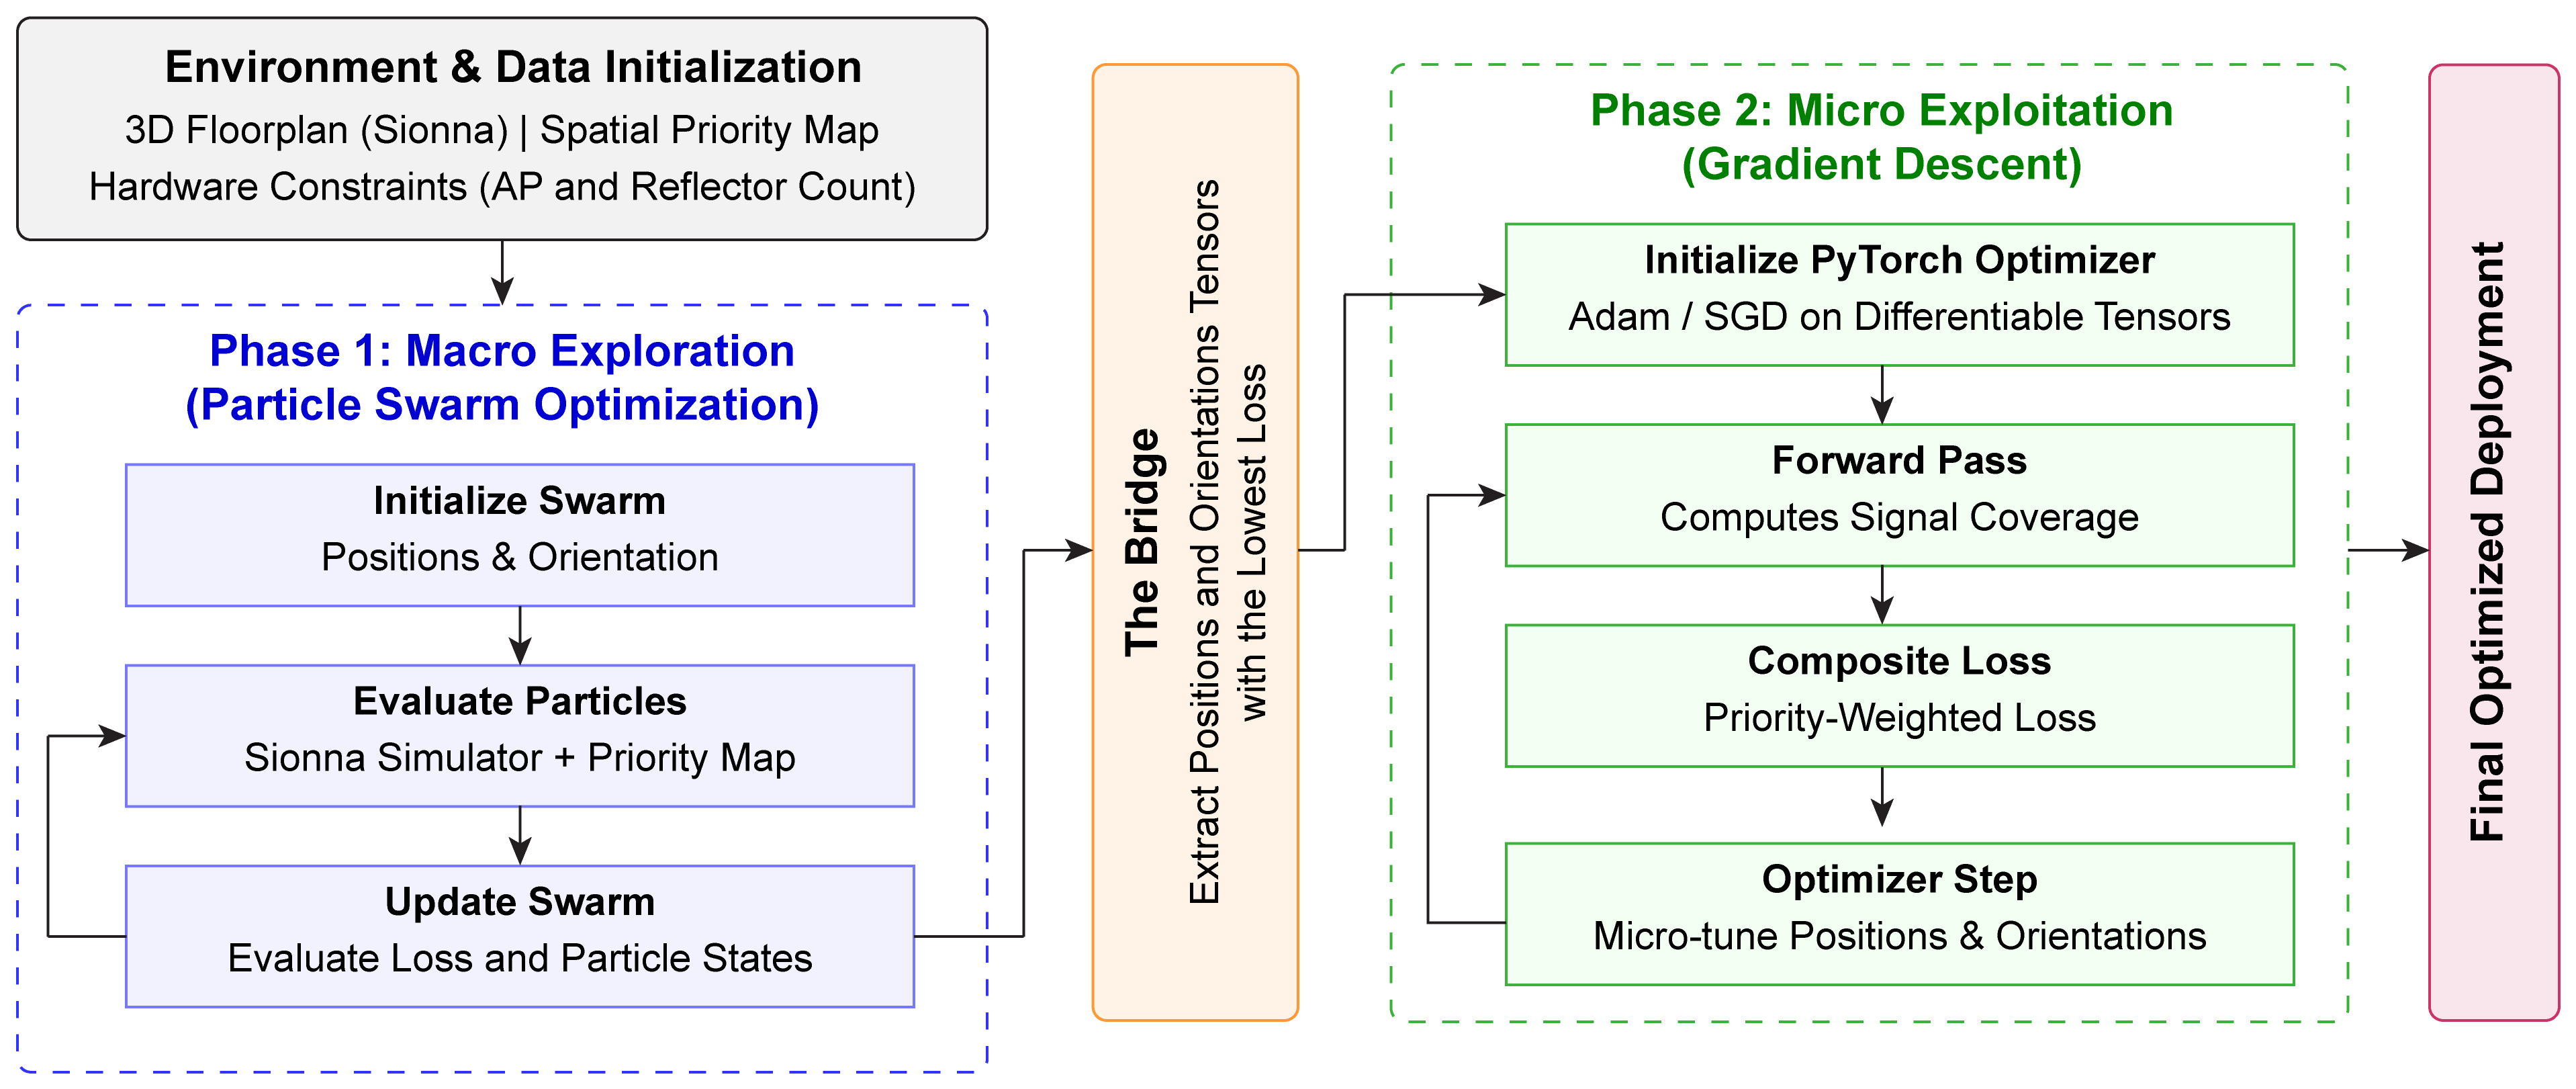 Environment & Data Initialization
3D Floorplan (Sionna) | Spatial Priority Map
Hardware Constraints (AP and Reflector Count)
Phase 1: Macro Exploration
(Particle Swarm Optimization)
Initialize Swarm
Positions & Orientation
Evaluate Particles
Sionna Simulator + Priority Map
Update Swarm
Evaluate Loss and Particle States
The Bridge
Extract Positions and Orientations Tensors
with the Lowest Loss
Phase 2: Micro Exploitation
(Gradient Descent)
Initialize PyTorch Optimizer
Adam / SGD on Differentiable Tensors
Forward Pass
Computes Signal Coverage
Composite Loss
Priority-Weighted Loss
Optimizer Step
Micro-tune Positions & Orientations
Final Optimized Deployment